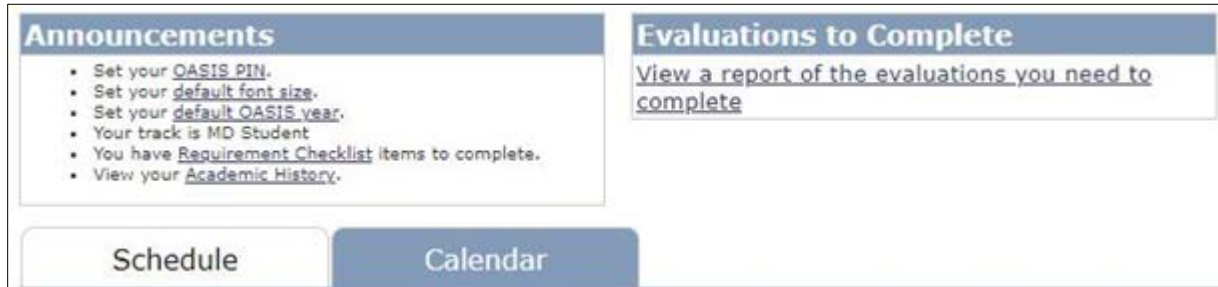 Announcements
• Set your OASIS PIN.
• Set your default font size.
• Set your default OASIS year.
• Your track is MD Student
• You have Requirement Checklist items to complete.
• View your Academic History.
Evaluations to Complete
View a report of the evaluations you need to
complete
Schedule
Calendar